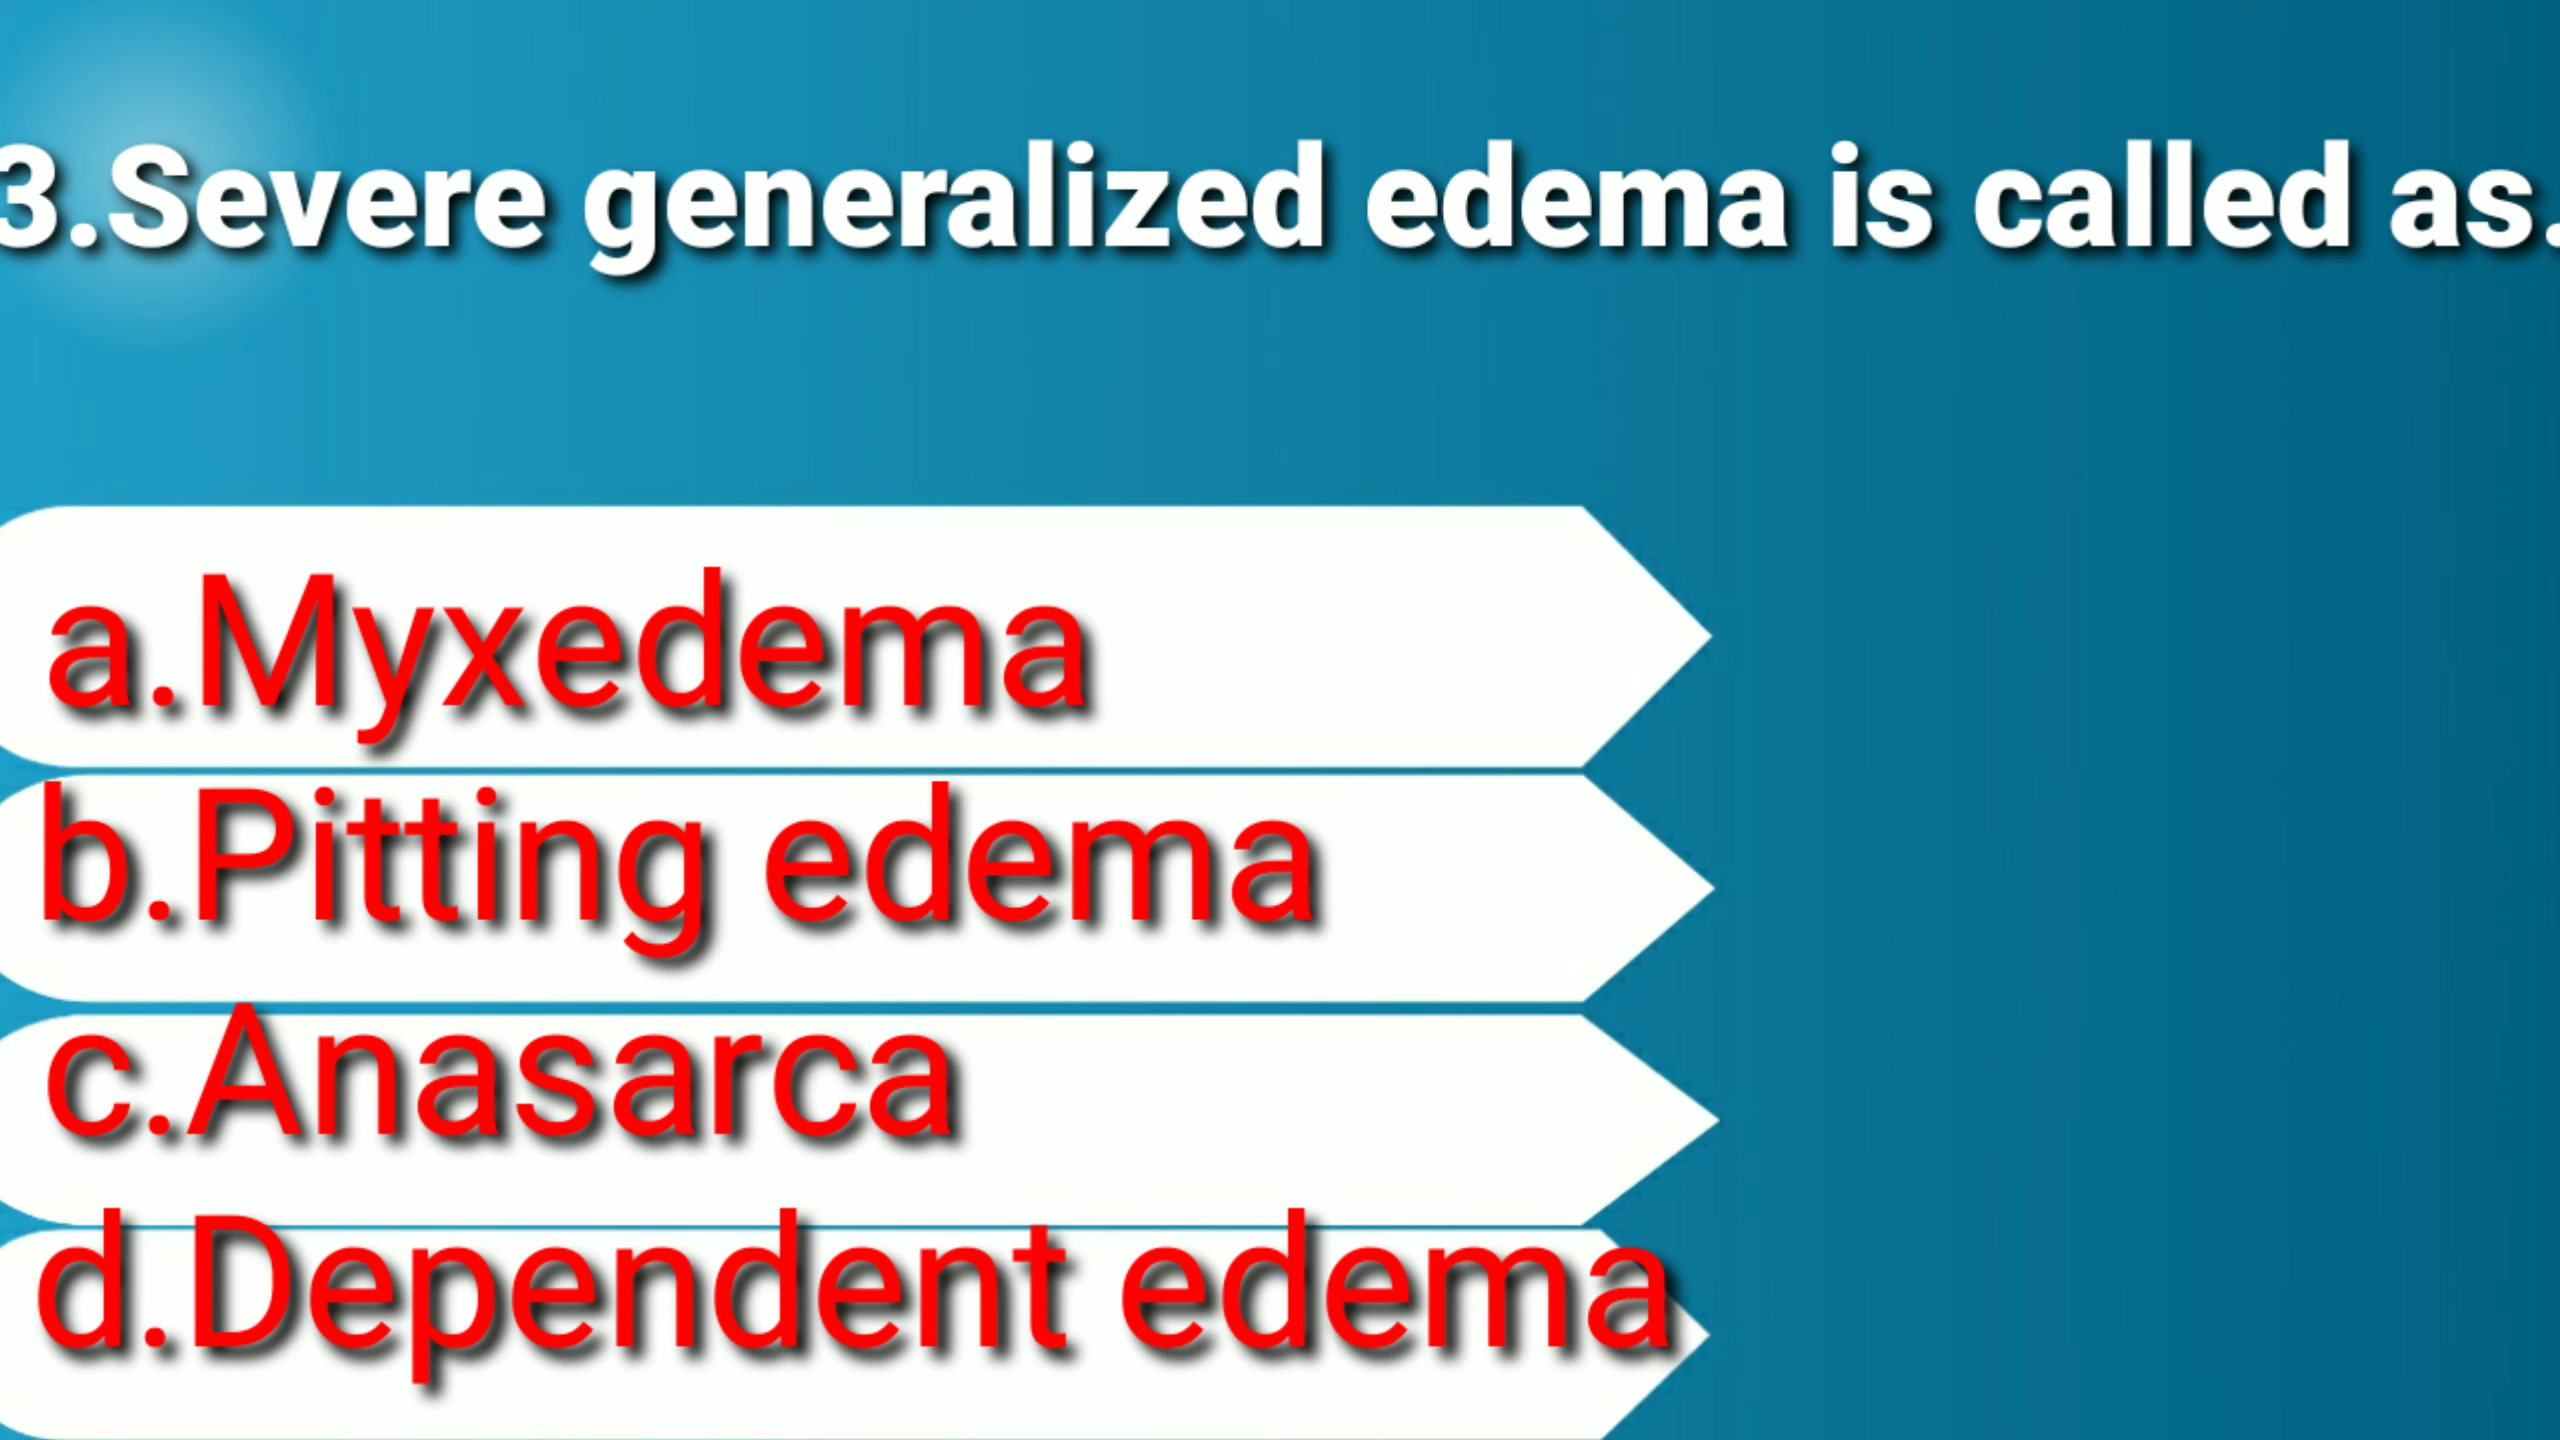 3.Severe generalized edema is called as.
a.Myxedema
b.Pitting edema
c.Anasarca
d.Dependent edema